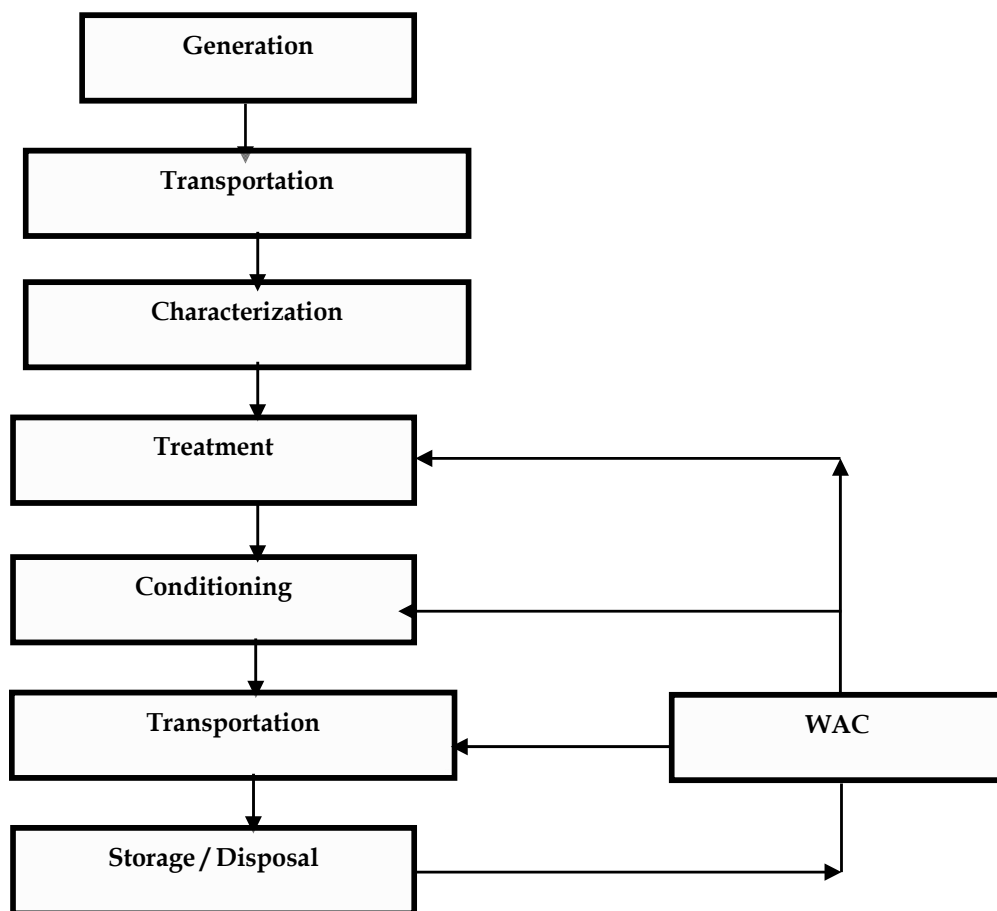 Generation
Transportation
Characterization
Treatment
Conditioning
Transportation
WAC
Storage / Disposal